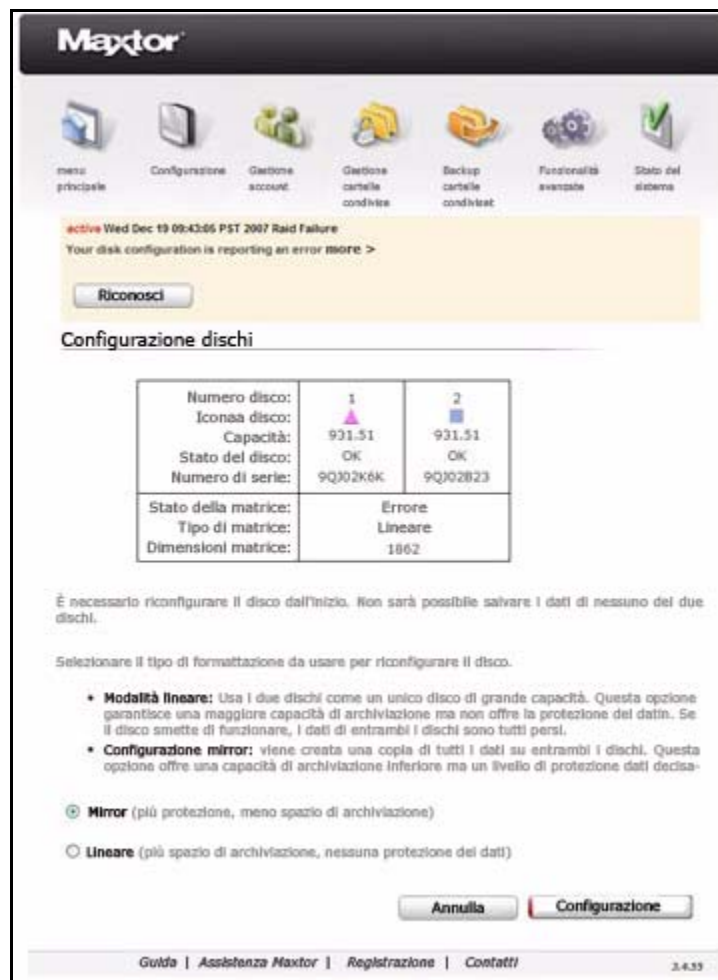 Maxtor
menu principale
Configurazione
Gestione account
Gestione cartelle condivise
Backup cartelle condiviset
Funzionalità avanzate
Stato del sistema
active Wed Dec 19 09:43:05 PST 2007 Raid Failure
Your disk configuration is reporting an error more >
Riconosci
Configurazione dischi
Numero disco: 1 2
Iconaa disco:
Capacità: 931.51 931.51
Stato del disco: OK OK
Numero di serie: 9QJ02K6K 9QJ02B23
Stato della matrice: Errore
Tipo di matrice: Lineare
Dimensioni matrice: 1862
È necessario riconfigurare il disco dall'inizio. Non sarà possibile salvare i dati di nessuno dei due
dischi.
Selezionare il tipo di formattazione da usare per riconfigurare il disco.
• Modalità lineare: Usa i due dischi come un unico disco di grande capacità. Questa opzione
garantisce una maggiore capacità di archiviazione ma non offre la protezione dei datin. Se
il disco smette di funzionare, i dati di entrambi i dischi sono tutti persi.
• Configurazione mirror: viene creata una copia di tutti i dati su entrambi i dischi. Questa
opzione offre una capacità di archiviazione inferiore ma un livello di protezione dati decisa-
Mirror (più protezione, meno spazio di archiviazione)
Lineare (più spazio di archiviazione, nessuna protezione dei dati)
Annulla
Configurazione
Guida | Assistenza Maxtor | Registrazione | Contatti
3.4.55